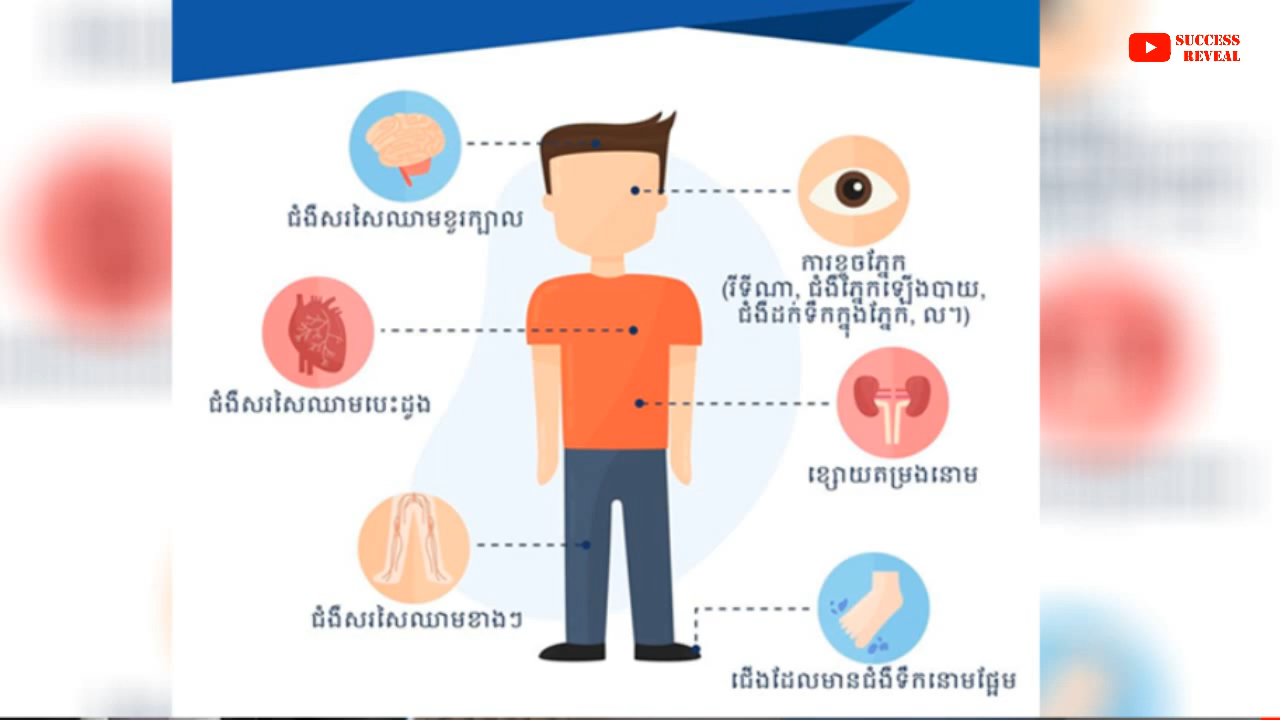 SUCCESS
REVEAL
ជំងឺសរសៃឈាមខួរក្បាល
ការខូចភ្នែក
(រីទីណា, ជំងឺភ្នែកឡើងបាយ,
ជំងឺដក់ទឹកក្នុងភ្នែក, ល។)
ជំងឺសរសៃឈាមបេះដូង
ខ្សោយតម្រងនោម
ជំងឺសរសៃឈាមខាងៗ
ជើងដែលមានជំងឺទឹកនោមផ្អែម